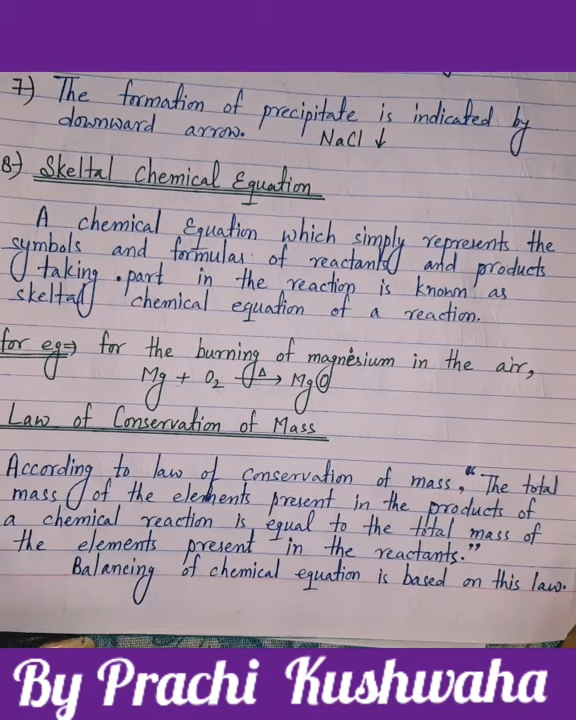 7) The formation of precipitate is indicated by
downward arrow. NaCl ↓
8) Skeltal Chemical Equation
A chemical Equation which simply represents the
symbols and formulas of reactants and products
taking part in the reaction is known as
skeltal chemical equation of a reaction.
for eg⇒ for the burning of magnesium in the air,
Mg + O₂ —Δ→ MgO
Law of Conservation of Mass
According to law of conservation of mass, "The total
mass of the elements present in the products of
a chemical reaction is equal to the total mass of
the elements present in the reactants."
Balancing of chemical equation is based on this law.
By Prachi Kushwaha